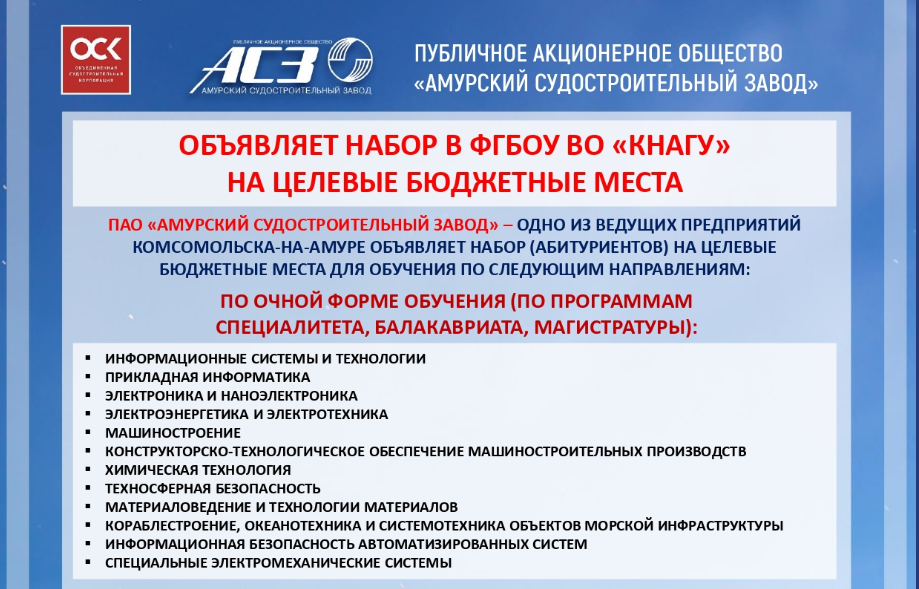 ОСК
ОБЪЕДИНЕННАЯ
СУДОСТРОИТЕЛЬНАЯ
КОРПОРАЦИЯ
ПУБЛИЧНОЕ АКЦИОНЕРНОЕ ОБЩЕСТВО
АСЗ
АМУРСКИЙ СУДОСТРОИТЕЛЬНЫЙ ЗАВОД
ПУБЛИЧНОЕ АКЦИОНЕРНОЕ ОБЩЕСТВО
«АМУРСКИЙ СУДОСТРОИТЕЛЬНЫЙ ЗАВОД»
ОБЪЯВЛЯЕТ НАБОР В ФГБОУ ВО «КНАГУ»
НА ЦЕЛЕВЫЕ БЮДЖЕТНЫЕ МЕСТА
ПАО «АМУРСКИЙ СУДОСТРОИТЕЛЬНЫЙ ЗАВОД» – ОДНО ИЗ ВЕДУЩИХ ПРЕДПРИЯТИЙ
КОМСОМОЛЬСКА-НА-АМУРЕ ОБЪЯВЛЯЕТ НАБОР (АБИТУРИЕНТОВ) НА ЦЕЛЕВЫЕ
БЮДЖЕТНЫЕ МЕСТА ДЛЯ ОБУЧЕНИЯ ПО СЛЕДУЮЩИМ НАПРАВЛЕНИЯМ:
ПО ОЧНОЙ ФОРМЕ ОБУЧЕНИЯ (ПО ПРОГРАММАМ
СПЕЦИАЛИТЕТА, БАЛАКАВРИАТА, МАГИСТРАТУРЫ):
▪ ИНФОРМАЦИОННЫЕ СИСТЕМЫ И ТЕХНОЛОГИИ
▪ ПРИКЛАДНАЯ ИНФОРМАТИКА
▪ ЭЛЕКТРОНИКА И НАНОЭЛЕКТРОНИКА
▪ ЭЛЕКТРОЭНЕРГЕТИКА И ЭЛЕКТРОТЕХНИКА
▪ МАШИНОСТРОЕНИЕ
▪ КОНСТРУКТОРСКО-ТЕХНОЛОГИЧЕСКОЕ ОБЕСПЕЧЕНИЕ МАШИНОСТРОИТЕЛЬНЫХ ПРОИЗВОДСТВ
▪ ХИМИЧЕСКАЯ ТЕХНОЛОГИЯ
▪ ТЕХНОСФЕРНАЯ БЕЗОПАСНОСТЬ
▪ МАТЕРИАЛОВЕДЕНИЕ И ТЕХНОЛОГИИ МАТЕРИАЛОВ
▪ КОРАБЛЕСТРОЕНИЕ, ОКЕАНОТЕХНИКА И СИСТЕМОТЕХНИКА ОБЪЕКТОВ МОРСКОЙ ИНФРАСТРУКТУРЫ
▪ ИНФОРМАЦИОННАЯ БЕЗОПАСНОСТЬ АВТОМАТИЗИРОВАННЫХ СИСТЕМ
▪ СПЕЦИАЛЬНЫЕ ЭЛЕКТРОМЕХАНИЧЕСКИЕ СИСТЕМЫ